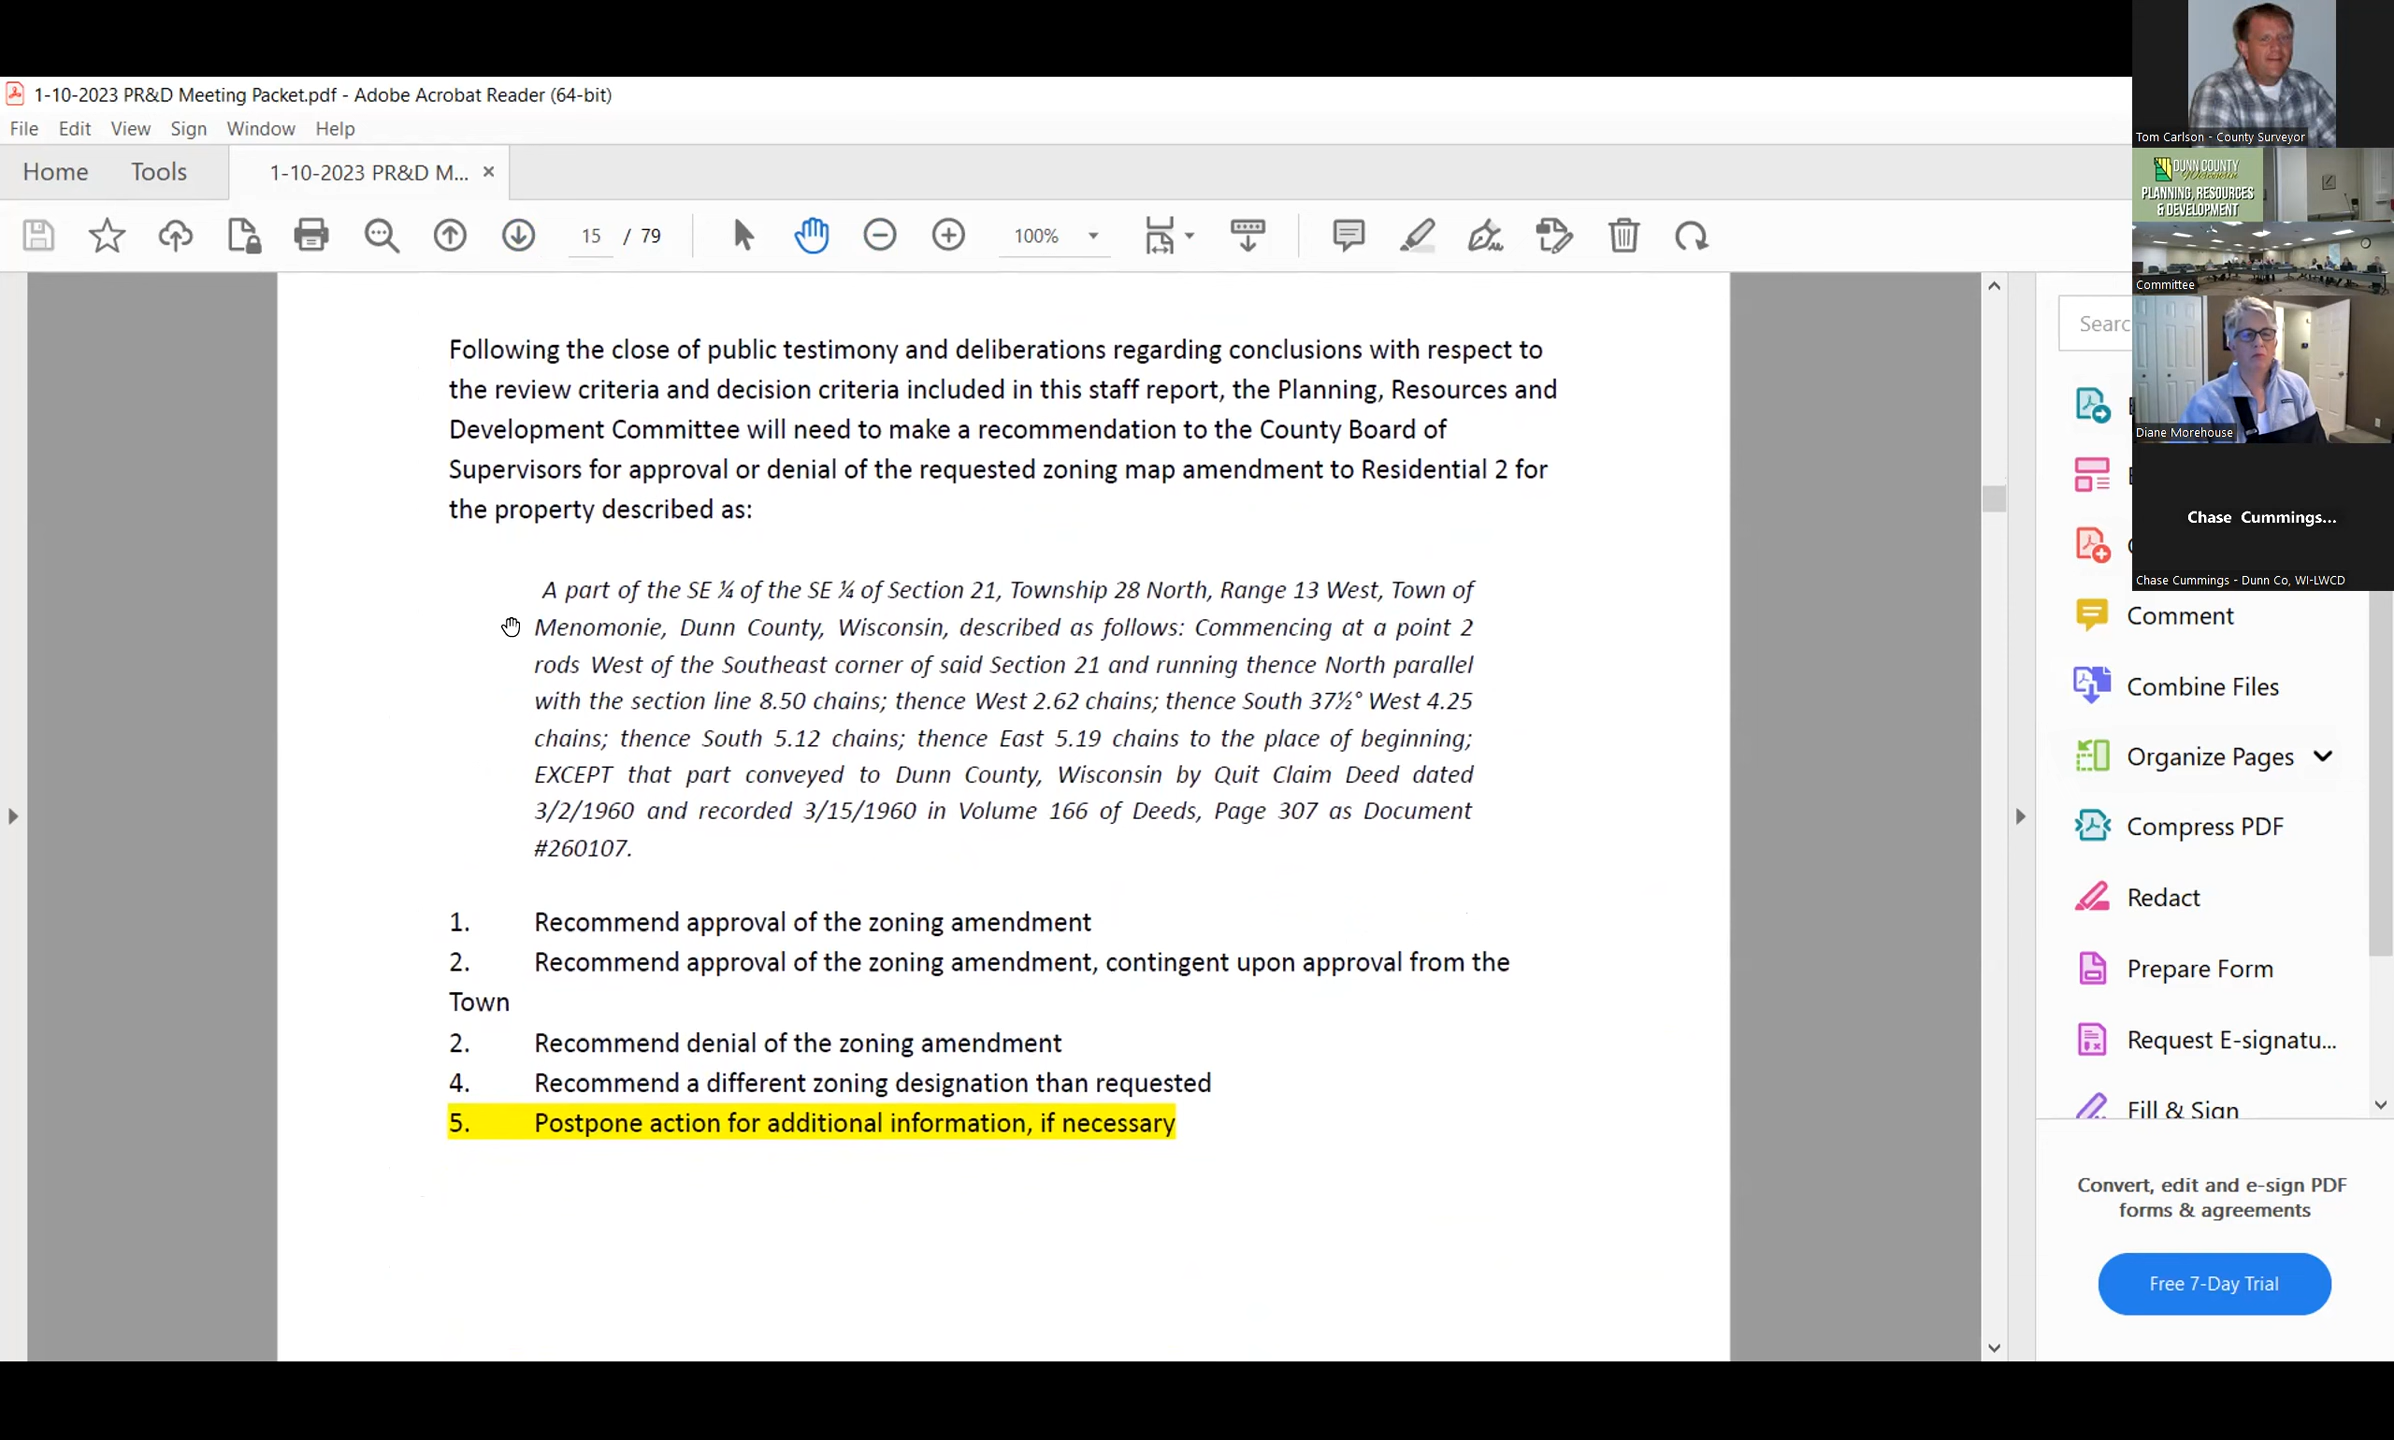 1-10-2023 PR&D Meeting Packet.pdf - Adobe Acrobat Reader (64-bit)
File Edit View Sign Window Help
Home Tools 1-10-2023 PR&D M... ×
15 / 79 100%
Following the close of public testimony and deliberations regarding conclusions with respect to
the review criteria and decision criteria included in this staff report, the Planning, Resources and
Development Committee will need to make a recommendation to the County Board of
Supervisors for approval or denial of the requested zoning map amendment to Residential 2 for
the property described as:
A part of the SE ¼ of the SE ¼ of Section 21, Township 28 North, Range 13 West, Town of
Menomonie, Dunn County, Wisconsin, described as follows: Commencing at a point 2
rods West of the Southeast corner of said Section 21 and running thence North parallel
with the section line 8.50 chains; thence West 2.62 chains; thence South 37½° West 4.25
chains; thence South 5.12 chains; thence East 5.19 chains to the place of beginning;
EXCEPT that part conveyed to Dunn County, Wisconsin by Quit Claim Deed dated
3/2/1960 and recorded 3/15/1960 in Volume 166 of Deeds, Page 307 as Document
#260107.
1. Recommend approval of the zoning amendment
2. Recommend approval of the zoning amendment, contingent upon approval from the
Town
2. Recommend denial of the zoning amendment
4. Recommend a different zoning designation than requested
5. Postpone action for additional information, if necessary
Tom Carlson - County Surveyor
DUNN COUNTY
Wisconsin
PLANNING, RESOURCES
& DEVELOPMENT
Committee
Diane Morehouse
Chase Cummings...
Chase Cummings - Dunn Co, WI-LWCD
Searc
Comment
Combine Files
Organize Pages
Compress PDF
Redact
Prepare Form
Request E-signatu...
Fill & Sign
Convert, edit and e-sign PDF
forms & agreements
Free 7-Day Trial